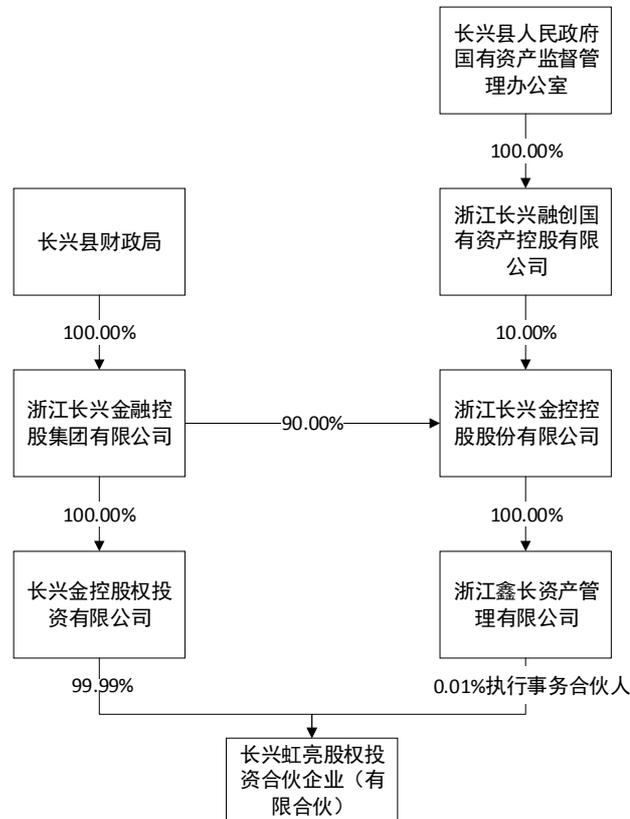 长兴县人民政府
国有资产监督管
理办公室
100.00%
长兴县财政局
浙江长兴融创国
有资产控股有限
公司
100.00%
10.00%
浙江长兴金融控
股集团有限公司
90.00%
浙江长兴金控控
股股份有限公司
100.00%
100.00%
长兴金控股权投
资有限公司
浙江鑫长资产管
理有限公司
99.99%
0.01%执行事务合伙人
长兴虹亮股权投
资合伙企业（有
限合伙）